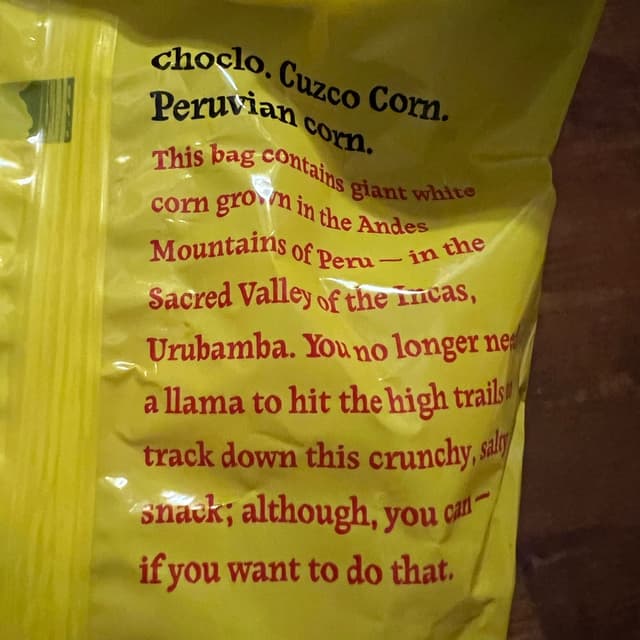 choclo. Cuzco Corn.
Peruvian corn.
This bag contains giant white
corn grown in the Andes
Mountains of Peru — in the
Sacred Valley of the Incas,
Urubamba. You no longer need
a llama to hit the high trails
track down this crunchy, salty
snack; although, you can —
if you want to do that.